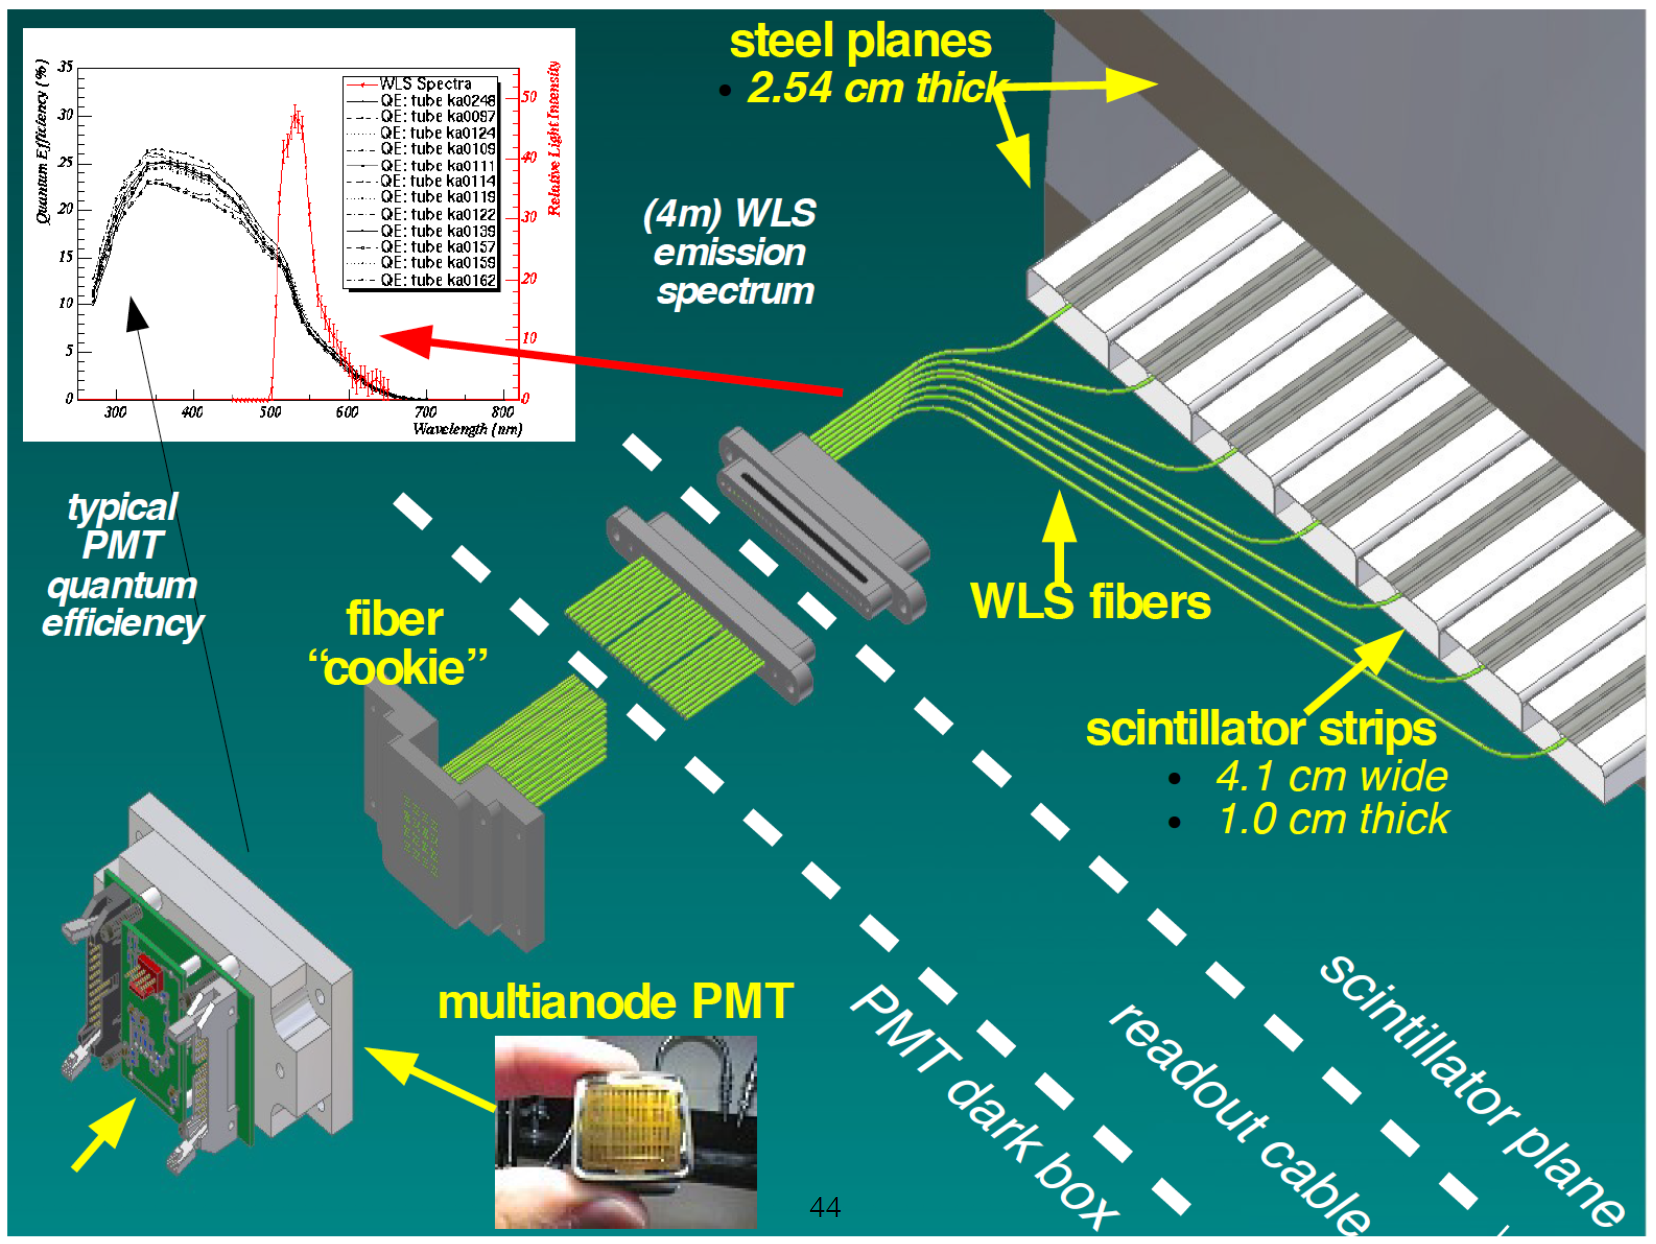 steel planes
• 2.54 cm thick
35
30
25
20
15
10
5
0
Quantum Efficiency (%)
WLS Spectra
QE: tube ka0248
QE: tube ka0097
QE: tube ka0124
QE: tube ka0109
QE: tube ka0111
QE: tube ka0114
QE: tube ka0119
QE: tube ka0122
QE: tube ka0139
QE: tube ka0157
QE: tube ka0159
QE: tube ka0162
50
40
30
20
10
0
Relative Light Intensity
300 400 500 600 700 800
Wavelength (nm)
(4m) WLS
emission
spectrum
typical
PMT
quantum
efficiency
fiber
“cookie”
WLS fibers
scintillator strips
• 4.1 cm wide
• 1.0 cm thick
multianode PMT
PMT dark box
readout cable
scintillator plane
44